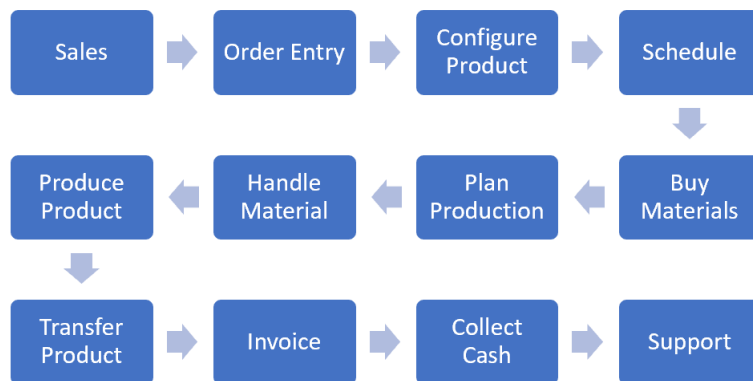 Sales
Order Entry
Configure
Product
Schedule
Produce
Product
Handle
Material
Plan
Production
Buy
Materials
Transfer
Product
Invoice
Collect
Cash
Support